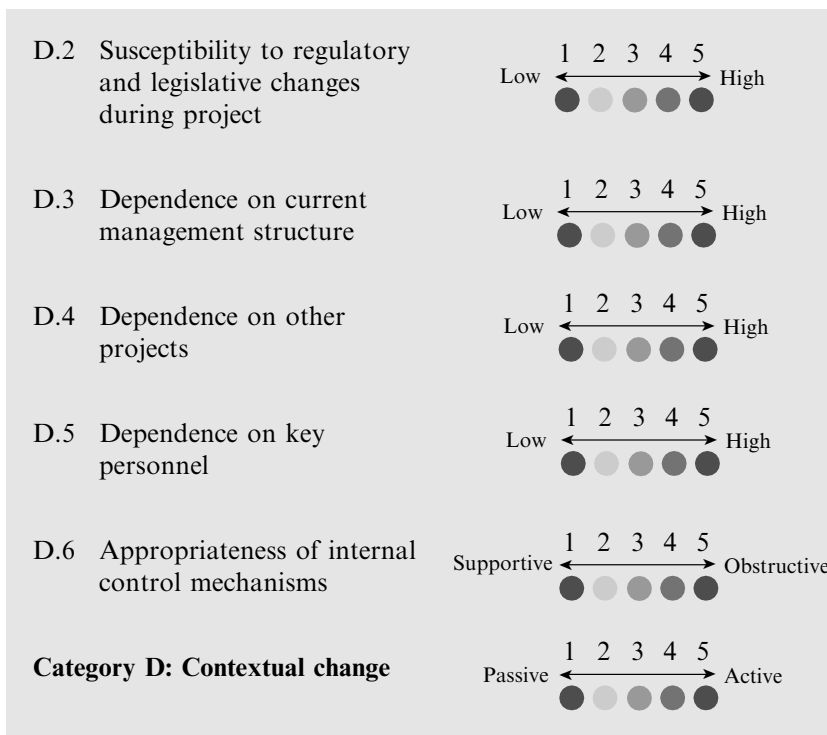 D.2 Susceptibility to regulatory
and legislative changes
during project
1 2 3 4 5
Low High
D.3 Dependence on current
management structure
1 2 3 4 5
Low High
D.4 Dependence on other
projects
1 2 3 4 5
Low High
D.5 Dependence on key
personnel
1 2 3 4 5
Low High
D.6 Appropriateness of internal
control mechanisms
1 2 3 4 5
Supportive Obstructive
Category D: Contextual change
1 2 3 4 5
Passive Active